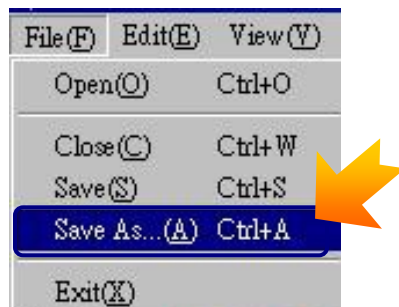 File(F) Edit(E) View(V)
Open(O) Ctrl+O
Close(C) Ctrl+W
Save(S) Ctrl+S
Save As...(A) Ctrl+A
Exit(X)